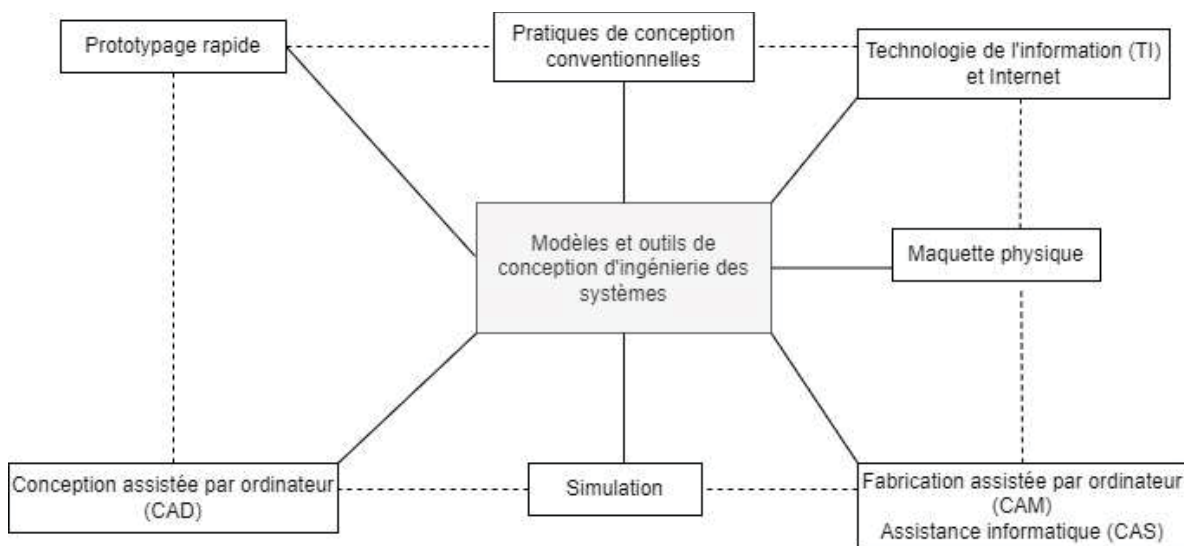 Prototypage rapide
Pratiques de conception
conventionnelles
Technologie de l'information (TI)
et Internet
Modèles et outils de
conception d'ingénierie des
systèmes
Maquette physique
Conception assistée par ordinateur
(CAD)
Simulation
Fabrication assistée par ordinateur
(CAM)
Assistance informatique (CAS)